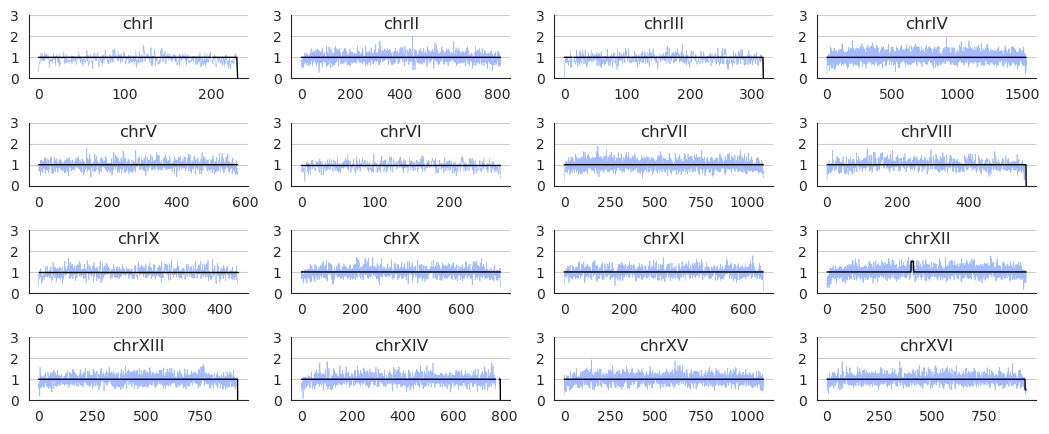 3 chrI 3 chrII 3 chrIII 3 chrIV
2 2 2 2
1 1 1 1
0 0 0 0
0 100 200 0 200 400 600 800 0 100 200 300 0 500 1000 1500
3 chrV 3 chrVI 3 chrVII 3 chrVIII
2 2 2 2
1 1 1 1
0 0 0 0
0 200 400 600 0 100 200 0 250 500 750 1000 0 200 400
3 chrIX 3 chrX 3 chrXI 3 chrXII
2 2 2 2
1 1 1 1
0 0 0 0
0 100 200 300 400 0 200 400 600 0 200 400 600 0 250 500 750 1000
3 chrXIII 3 chrXIV 3 chrXV 3 chrXVI
2 2 2 2
1 1 1 1
0 0 0 0
0 250 500 750 0 200 400 600 800 0 250 500 750 1000 0 250 500 750